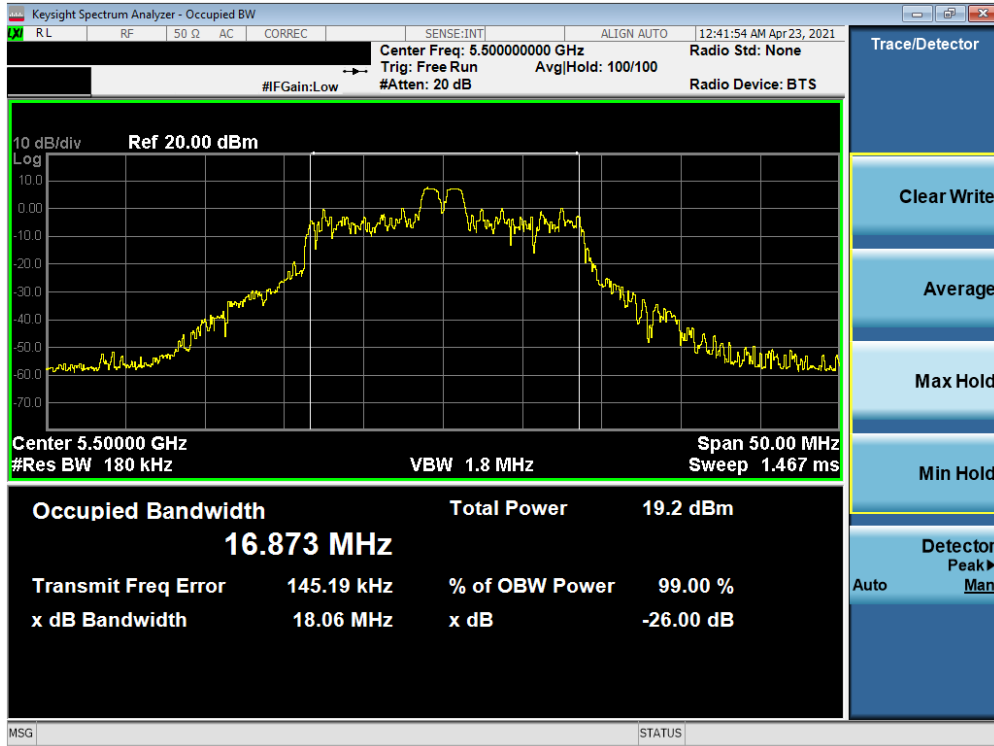 Keysight Spectrum Analyzer - Occupied BW
LXI RL RF 50 Ω AC CORREC SENSE:INT ALIGN AUTO 12:41:54 AM Apr 23, 2021
Center Freq: 5.500000000 GHz Radio Std: None
Trig: Free Run Avg|Hold: 100/100
#IFGain:Low #Atten: 20 dB Radio Device: BTS
Trace/Detector
10 dB/div Ref 20.00 dBm
Log
10.0
0.00
-10.0
-20.0
-30.0
-40.0
-50.0
-60.0
-70.0
Center 5.50000 GHz Span 50.00 MHz
#Res BW 180 kHz VBW 1.8 MHz Sweep 1.467 ms
Occupied Bandwidth Total Power 19.2 dBm
16.873 MHz
Transmit Freq Error 145.19 kHz % of OBW Power 99.00 %
x dB Bandwidth 18.06 MHz x dB -26.00 dB
Clear Write
Average
Max Hold
Min Hold
Detector
Peak▶
Auto Man
MSG STATUS